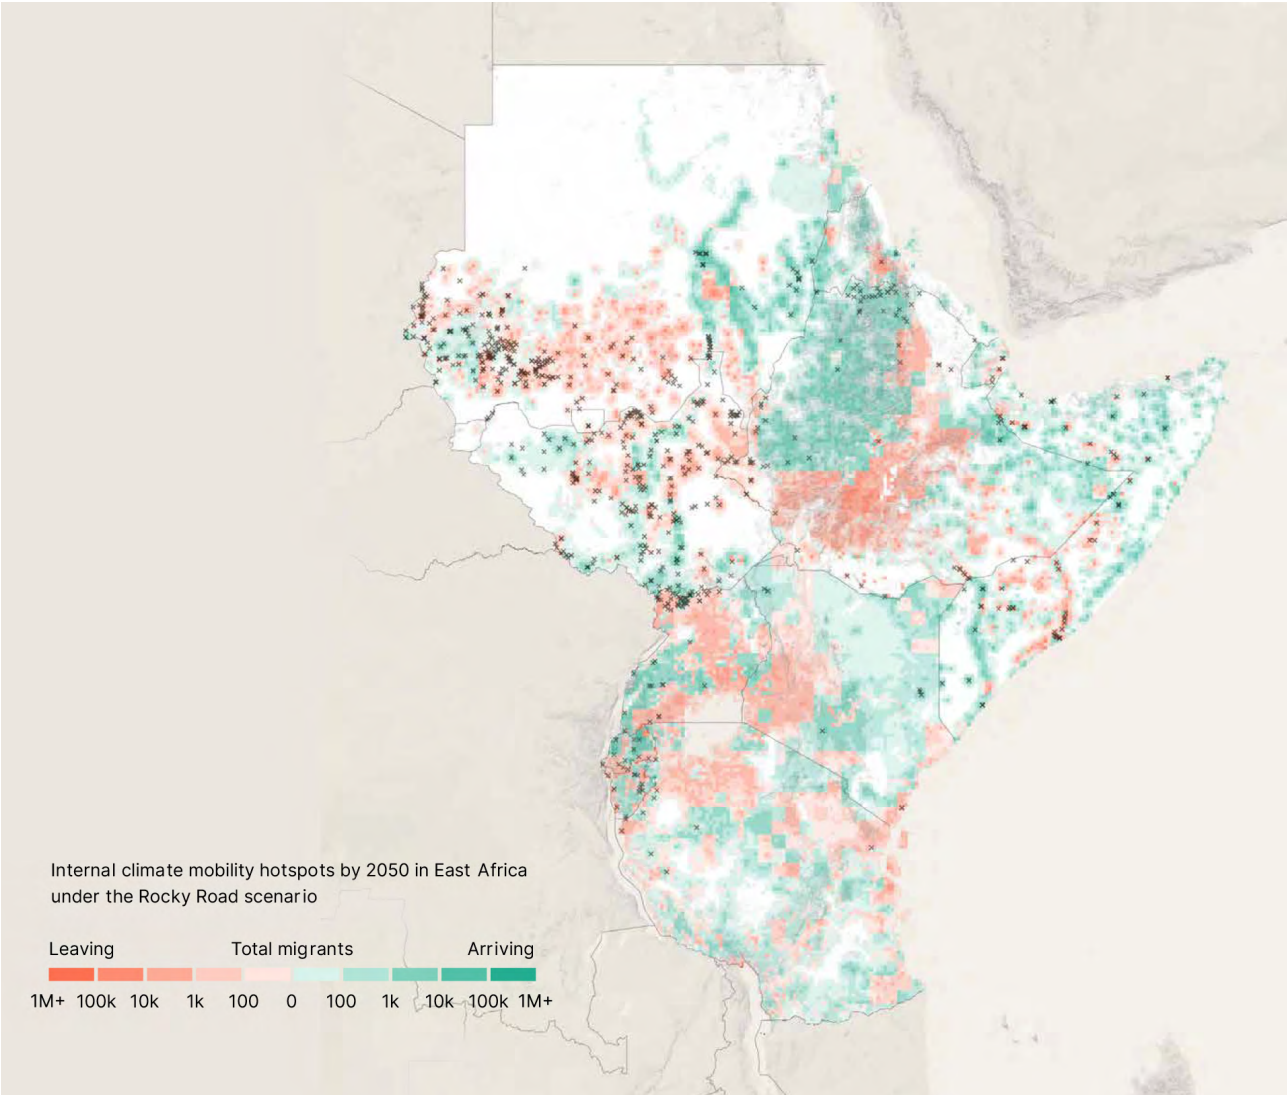 Internal climate mobility hotspots by 2050 in East Africa
under the Rocky Road scenario
Leaving Total migrants Arriving
1M+ 100k 10k 1k 100 0 100 1k 10k 100k 1M+